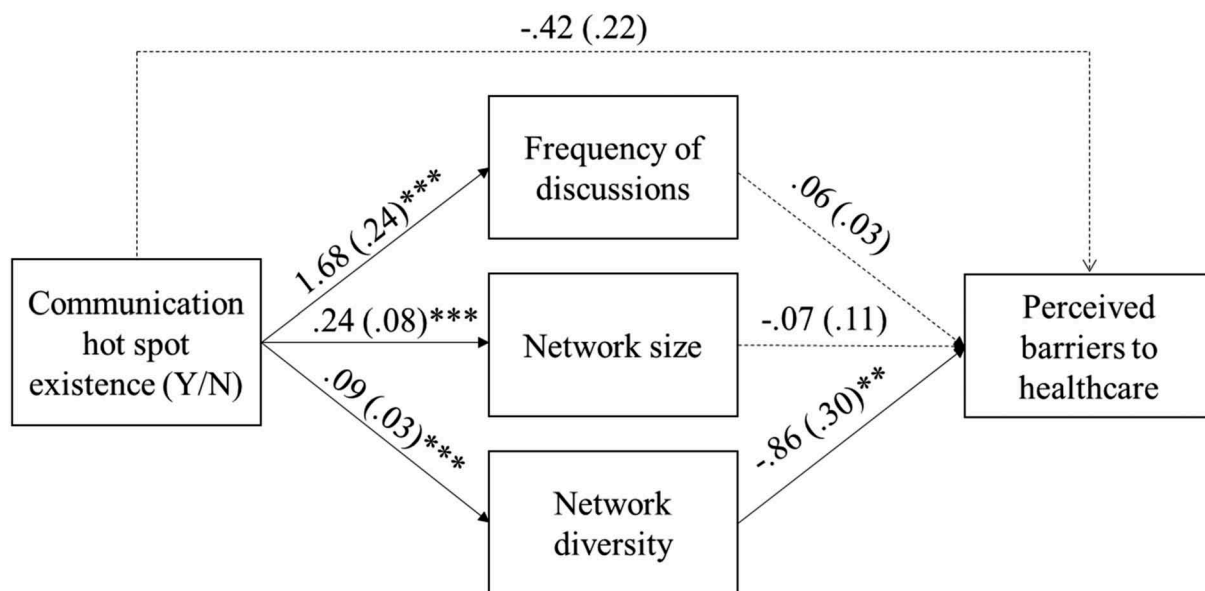 -.42 (.22)
Frequency of
discussions
1.68 (.24)***
.06 (.03)
Communication
hot spot
existence (Y/N)
.24 (.08)***
Network size
-.07 (.11)
Perceived
barriers to
healthcare
.09 (.03)***
-.86 (.30)**
Network
diversity